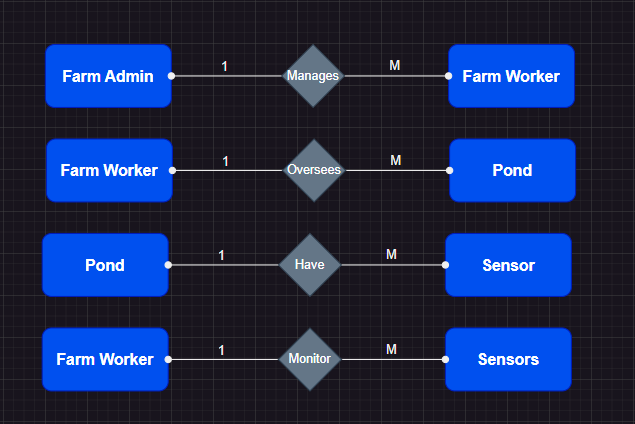 Farm Admin 1 Manages M Farm Worker
Farm Worker 1 Oversees M Pond
Pond 1 Have M Sensor
Farm Worker 1 Monitor M Sensors